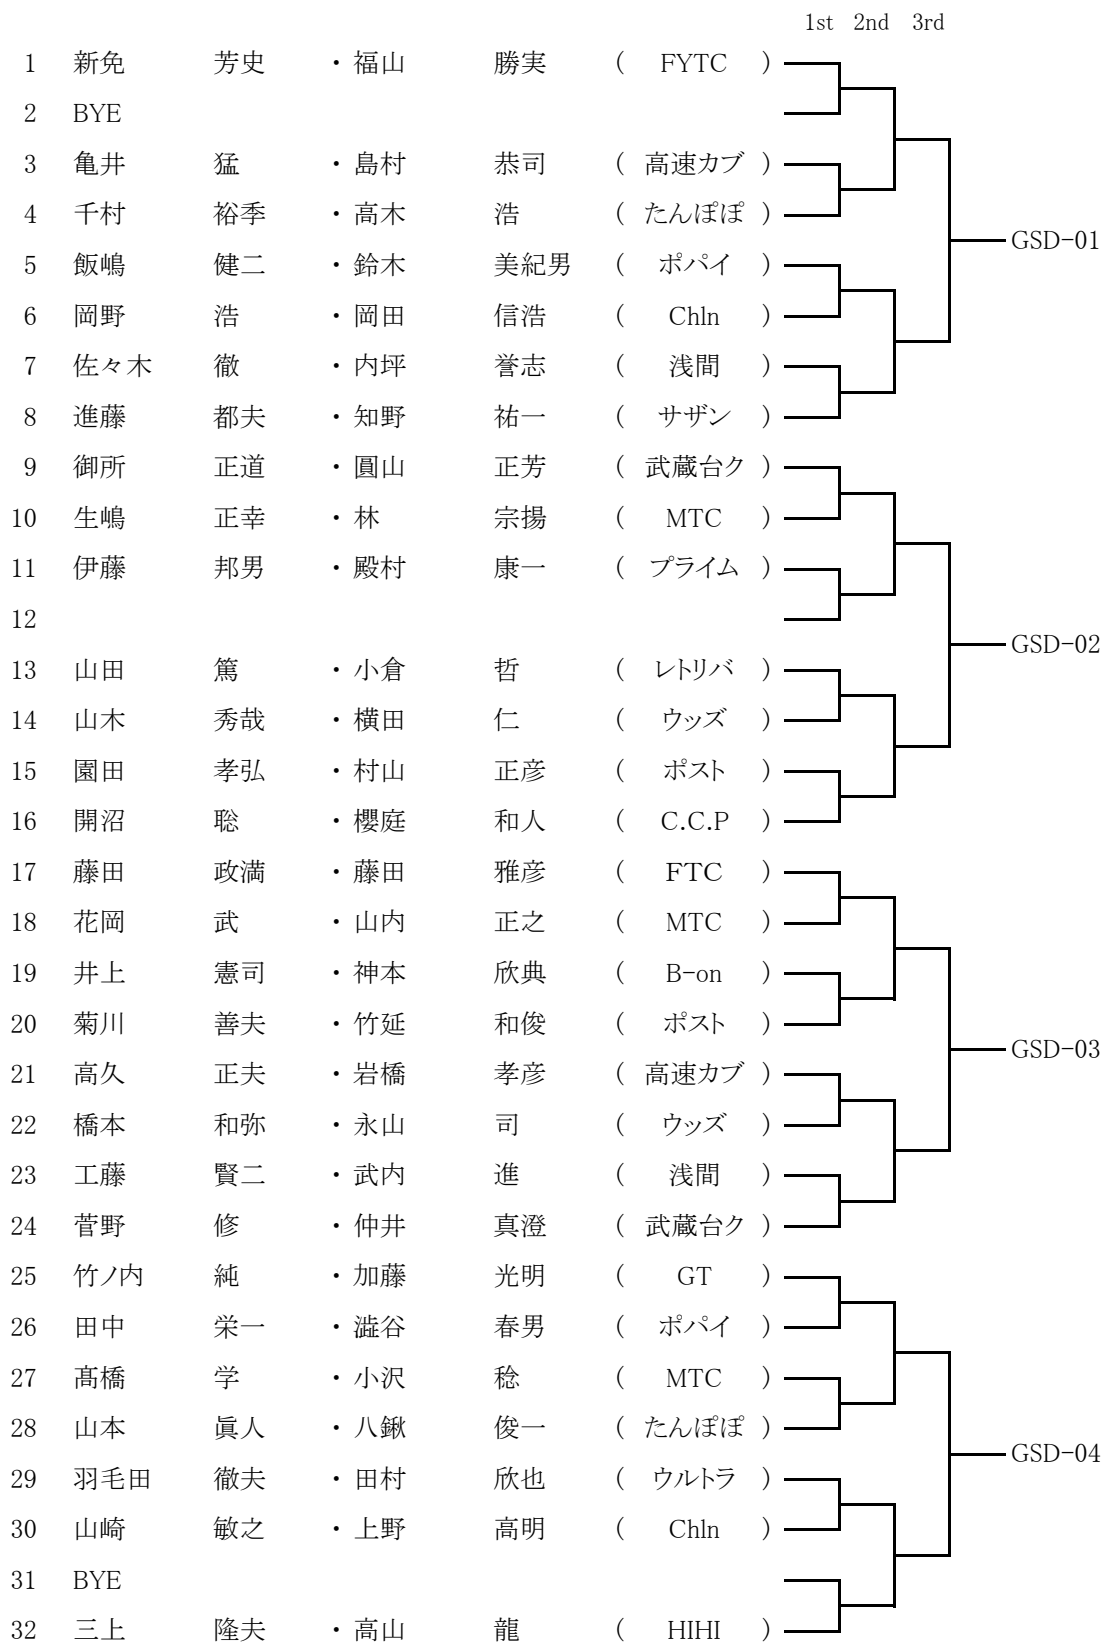 1st 2nd 3rd
1 新免 芳史 ・ 福山 勝実 ( FYTC )
2 BYE
3 亀井 猛 ・ 島村 恭司 ( 高速カブ )
4 千村 裕季 ・ 高木 浩 ( たんぽぽ )
GSD-01
5 飯嶋 健二 ・ 鈴木 美紀男 ( ポパイ )
6 岡野 浩 ・ 岡田 信浩 ( Chln )
7 佐々木 徹 ・ 内坪 誉志 ( 浅間 )
8 進藤 都夫 ・ 知野 祐一 ( サザン )
9 御所 正道 ・ 圓山 正芳 ( 武蔵台ク )
10 生嶋 正幸 ・ 林 宗揚 ( MTC )
11 伊藤 邦男 ・ 殿村 康一 ( プライム )
12
GSD-02
13 山田 篤 ・ 小倉 哲 ( レトリバ )
14 山木 秀哉 ・ 横田 仁 ( ウッズ )
15 園田 孝弘 ・ 村山 正彦 ( ポスト )
16 開沼 聡 ・ 櫻庭 和人 ( C.C.P )
17 藤田 政満 ・ 藤田 雅彦 ( FTC )
18 花岡 武 ・ 山内 正之 ( MTC )
19 井上 憲司 ・ 神本 欣典 ( B-on )
20 菊川 善夫 ・ 竹延 和俊 ( ポスト )
GSD-03
21 高久 正夫 ・ 岩橋 孝彦 ( 高速カブ )
22 橋本 和弥 ・ 永山 司 ( ウッズ )
23 工藤 賢二 ・ 武内 進 ( 浅間 )
24 菅野 修 ・ 仲井 真澄 ( 武蔵台ク )
25 竹ノ内 純 ・ 加藤 光明 ( GT )
26 田中 栄一 ・ 澁谷 春男 ( ポパイ )
27 髙橋 学 ・ 小沢 稔 ( MTC )
28 山本 眞人 ・ 八鍬 俊一 ( たんぽぽ )
GSD-04
29 羽毛田 徹夫 ・ 田村 欣也 ( ウルトラ )
30 山崎 敏之 ・ 上野 高明 ( Chln )
31 BYE
32 三上 隆夫 ・ 高山 龍 ( HIHI )